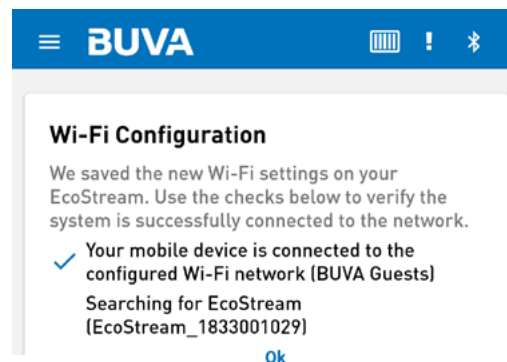 BUVA
Wi-Fi Configuration
We saved the new Wi-Fi settings on your
EcoStream. Use the checks below to verify the
system is successfully connected to the network.
Your mobile device is connected to the
configured Wi-Fi network (BUVA Guests)
Searching for EcoStream
(EcoStream_1833001029)
Ok